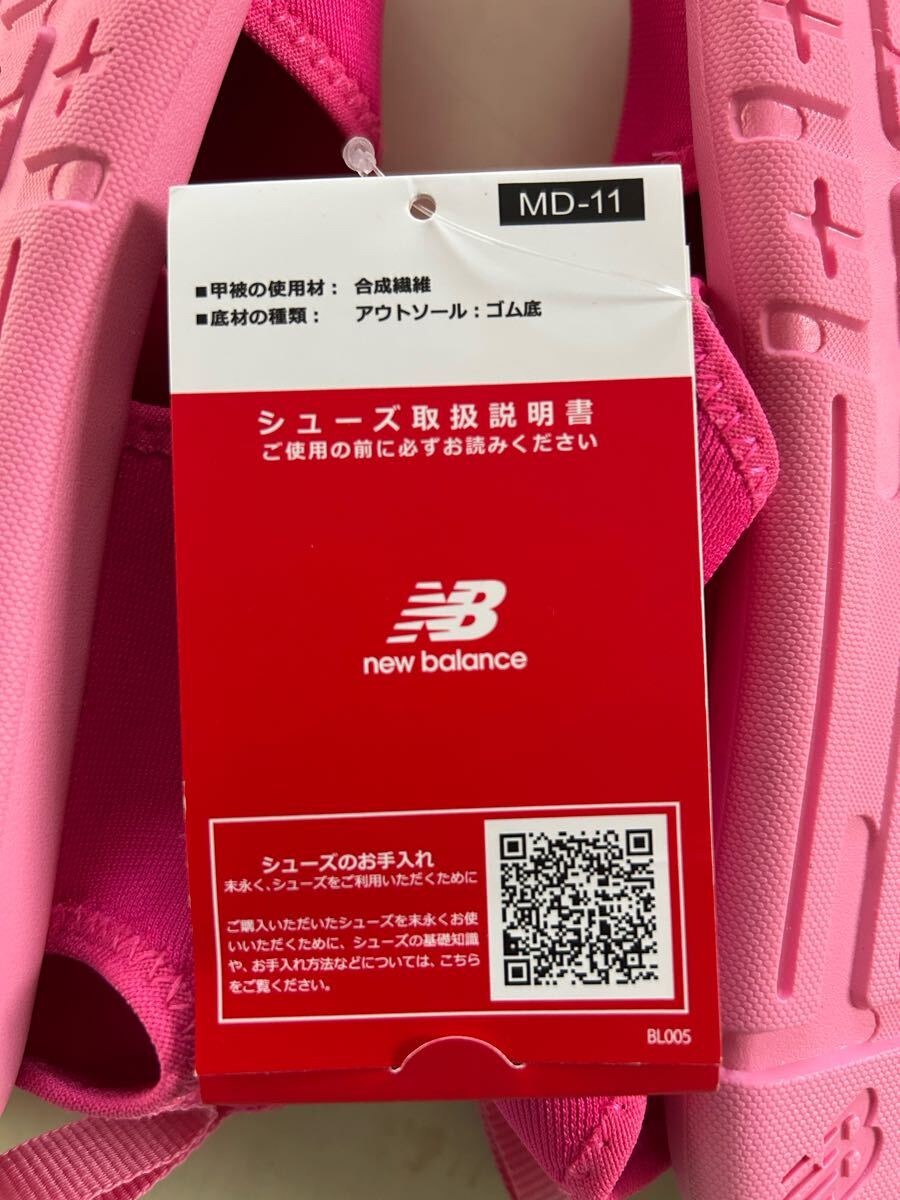 MD-11
■甲被の使用材： 合成繊維
■底材の種類： アウトソール：ゴム底
シューズ取扱説明書
ご使用の前に必ずお読みください
NB
new balance
シューズのお手入れ
末永く、シューズをご利用いただくために
ご購入いただいたシューズを末永くお使
いいただくために、シューズの基礎知識
や、お手入れ方法などについては、こちら
をご覧ください。
BL005
NB